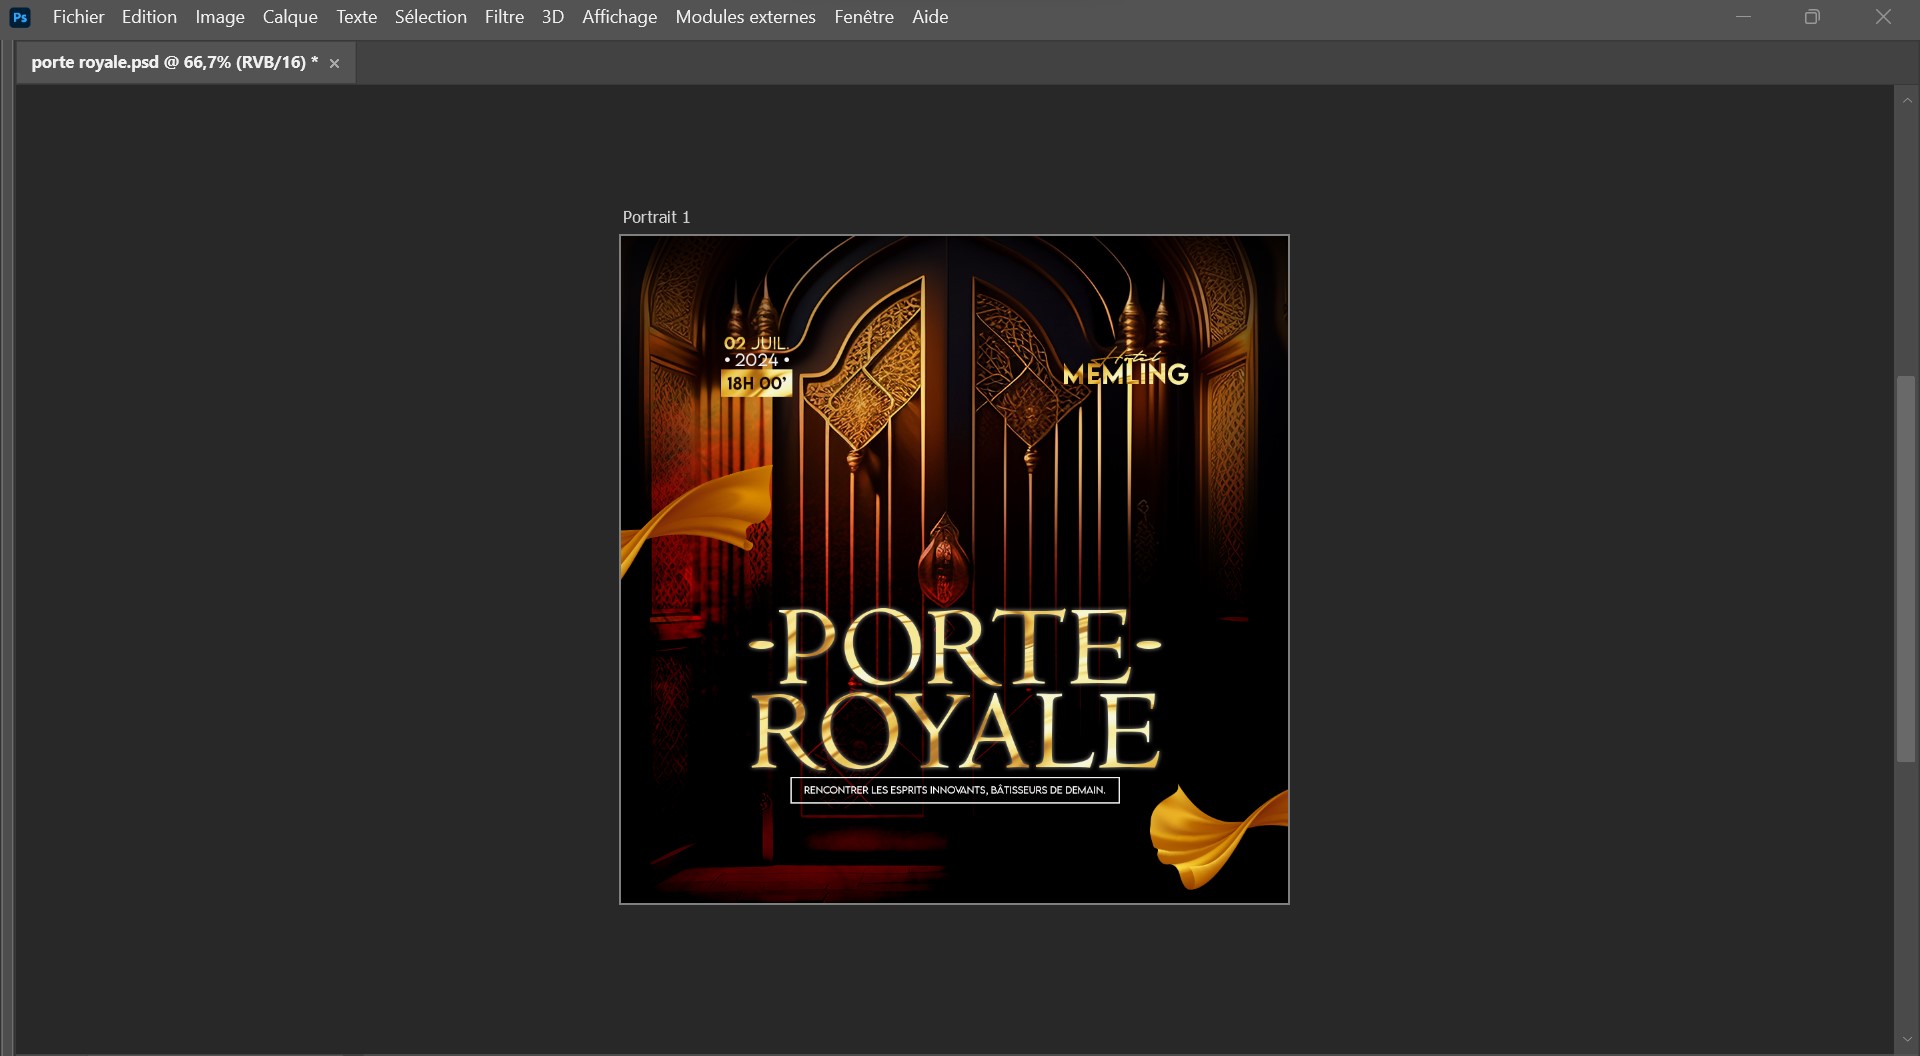 Ps Fichier Edition Image Calque Texte Sélection Filtre 3D Affichage Modules externes Fenêtre Aide
porte royale.psd @ 66,7% (RVB/16) *
Portrait 1
02 JUIL.
• 2024 •
18H 00'
Hotel
MEMLING
-PORTE-
ROYALE
RENCONTRER LES ESPRITS INNOVANTS, BÂTISSEURS DE DEMAIN.